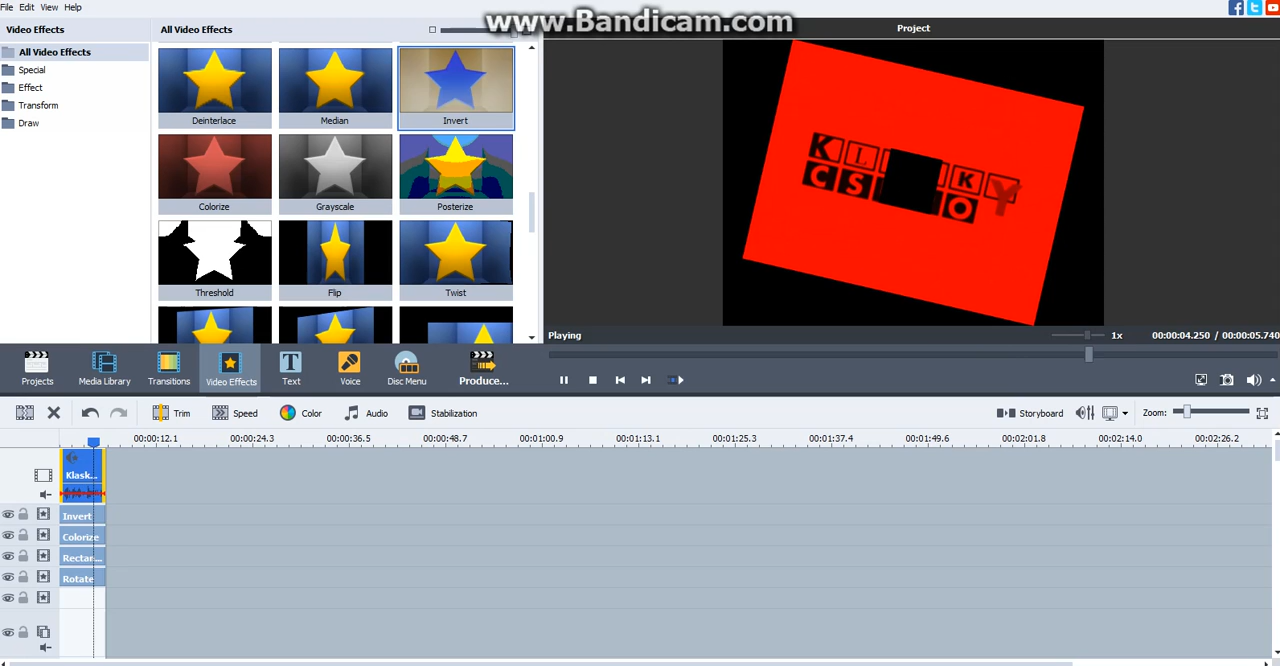 File Edit View Help
www.Bandicam.com
Video Effects
All Video Effects
Project
All Video Effects
Special
Effect
Transform
Draw
Deinterlace
Median
Invert
Colorize
Grayscale
Posterize
Threshold
Flip
Twist
KL KY
CS O
Playing
1x
00:00:04.250 / 00:00:05.740
Projects
Media Library
Transitions
Video Effects
Text
Voice
Disc Menu
Produce...
Trim
Speed
Color
Audio
Stabilization
Storyboard
Zoom:
00:00:12.1 00:00:24.3 00:00:36.5 00:00:48.7 00:01:00.9 00:01:13.1 00:01:25.3 00:01:37.4 00:01:49.6 00:02:01.8 00:02:14.0 00:02:26.2
Klask...
Invert
Colorize
Rectan...
Rotate